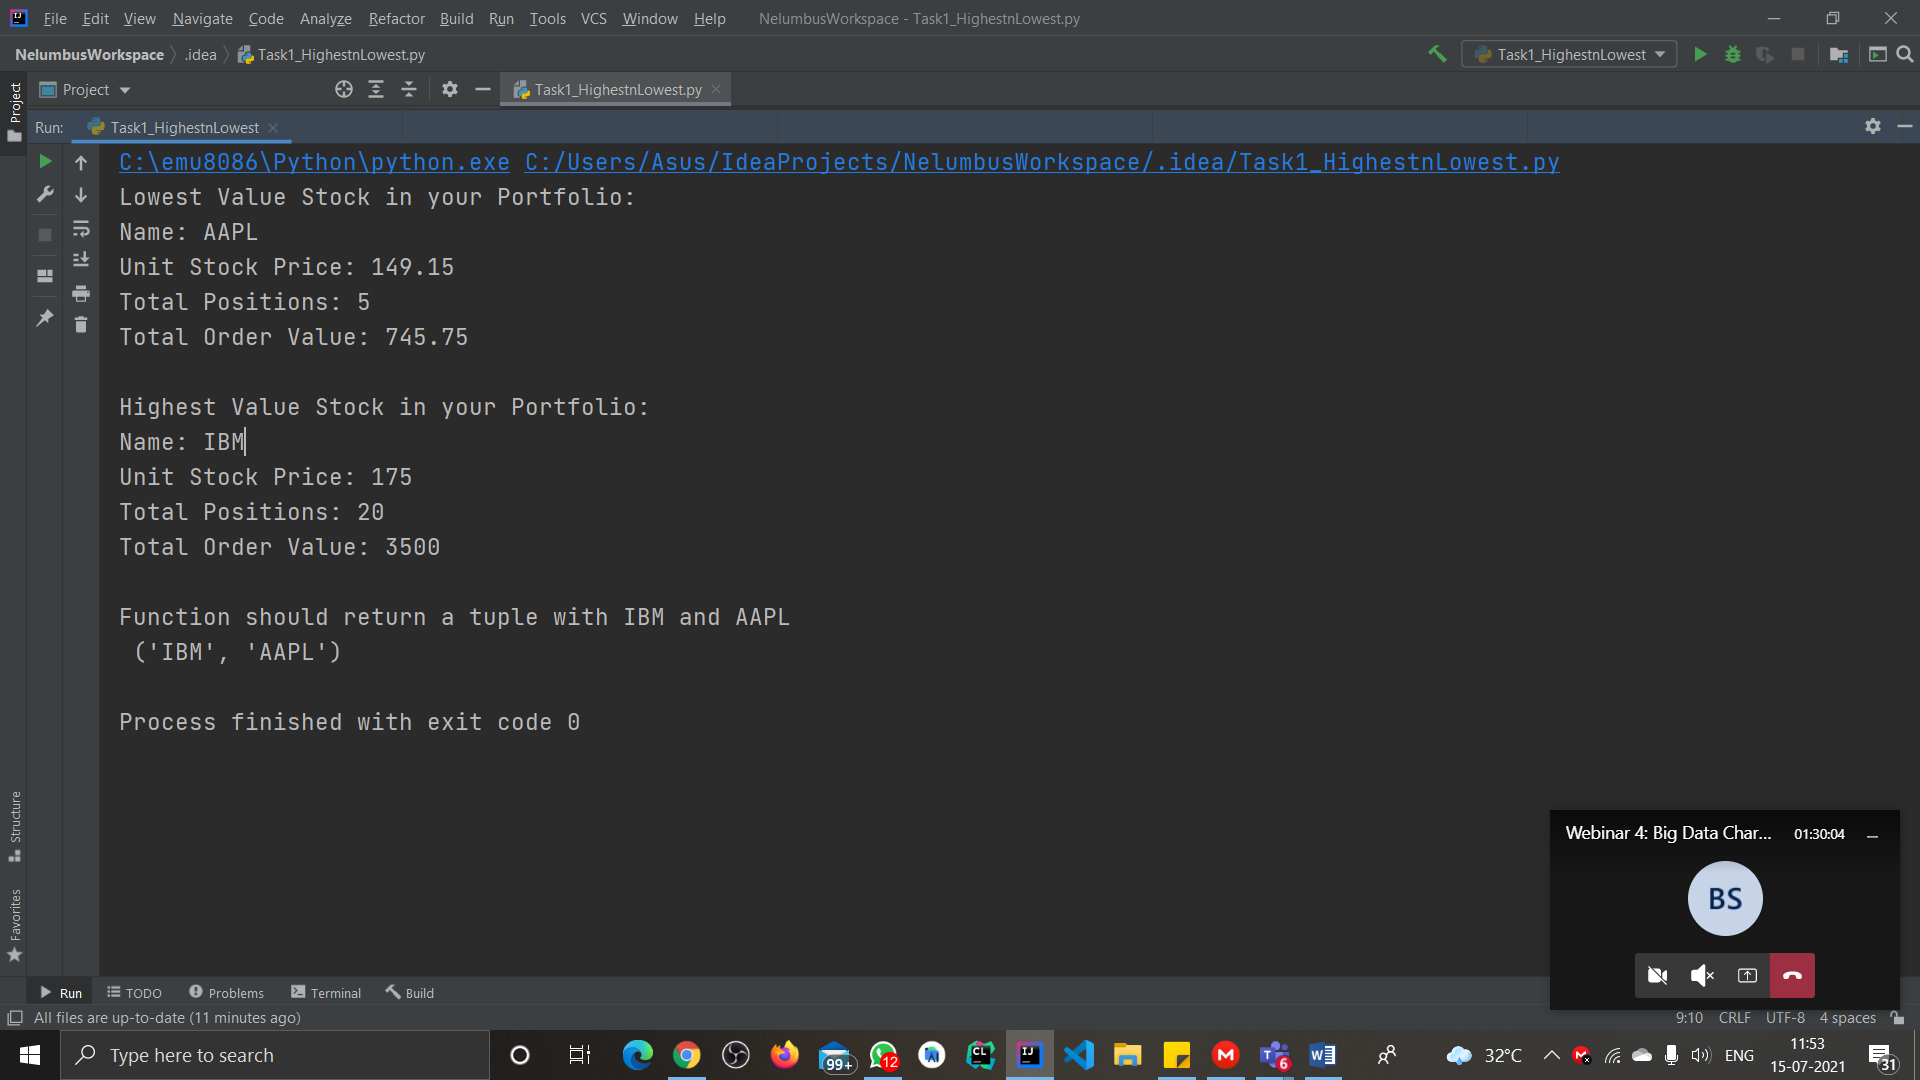 File Edit View Navigate Code Analyze Refactor Build Run Tools VCS Window Help NelumbusWorkspace - Task1_HighestnLowest.py
NelumbusWorkspace .idea Task1_HighestnLowest.py Task1_HighestnLowest
Project Project Task1_HighestnLowest.py
Run: Task1_HighestnLowest
C:\emu8086\Python\python.exe C:/Users/Asus/IdeaProjects/NelumbusWorkspace/.idea/Task1_HighestnLowest.py
Lowest Value Stock in your Portfolio:
Name: AAPL
Unit Stock Price: 149.15
Total Positions: 5
Total Order Value: 745.75
Highest Value Stock in your Portfolio:
Name: IBM
Unit Stock Price: 175
Total Positions: 20
Total Order Value: 3500
Function should return a tuple with IBM and AAPL
('IBM', 'AAPL')
Process finished with exit code 0
Structure
Favorites
Webinar 4: Big Data Char... 01:30:04
BS
Run TODO Problems Terminal Build
All files are up-to-date (11 minutes ago) 9:10 CRLF UTF-8 4 spaces
Type here to search 99+ 12 CL IJ 6 32°C ENG 11:53
15-07-2021 31